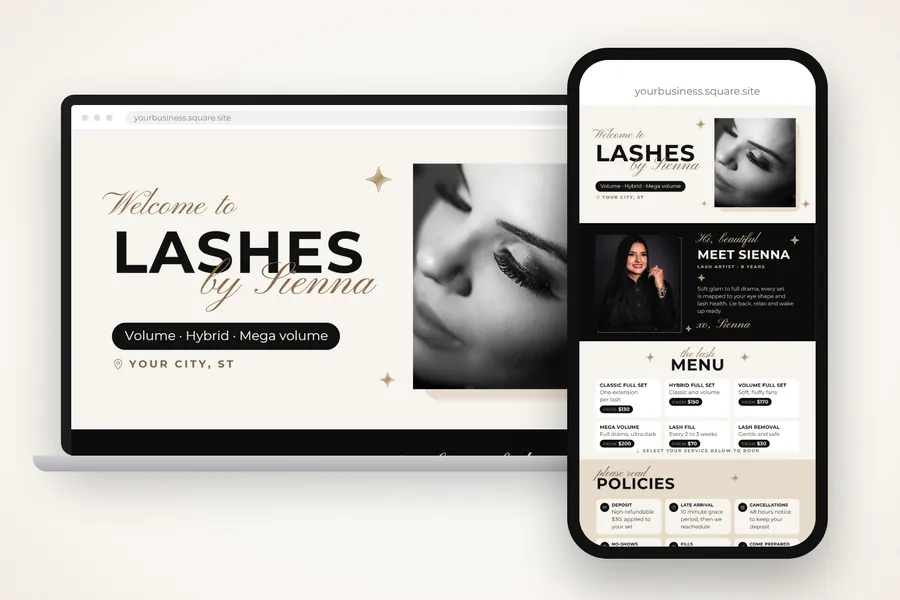 yourbusiness.square.site
Welcome to
LASHES
by Sienna
Volume · Hybrid · Mega volume
YOUR CITY, ST
yourbusiness.square.site
Welcome to
LASHES
by Sienna
Volume · Hybrid · Mega volume
YOUR CITY, ST
Hi, beautiful
MEET SIENNA
LASH ARTIST · 8 YEARS
Soft glam to full drama, every set
is mapped to your eye shape and
lash health. Lie back, relax and wake
up ready.
xo, Sienna
the lash
MENU
CLASSIC FULL SET
One extension
per lash
FROM $130
HYBRID FULL SET
Classic and volume
FROM $150
VOLUME FULL SET
Soft, fluffy fans
FROM $170
MEGA VOLUME
Full drama, ultra dark
FROM $200
LASH FILL
Every 2 to 3 weeks
FROM $70
LASH REMOVAL
Gentle and safe
FROM $30
↓ SELECT YOUR SERVICE BELOW TO BOOK
please read
POLICIES
DEPOSIT
Non-refundable
$30, applied to
your set
LATE ARRIVAL
10 minute grace
period, then we
reschedule
CANCELLATIONS
48 hours notice
to keep your
deposit
NO-SHOWS
FILLS
COME PREPARED